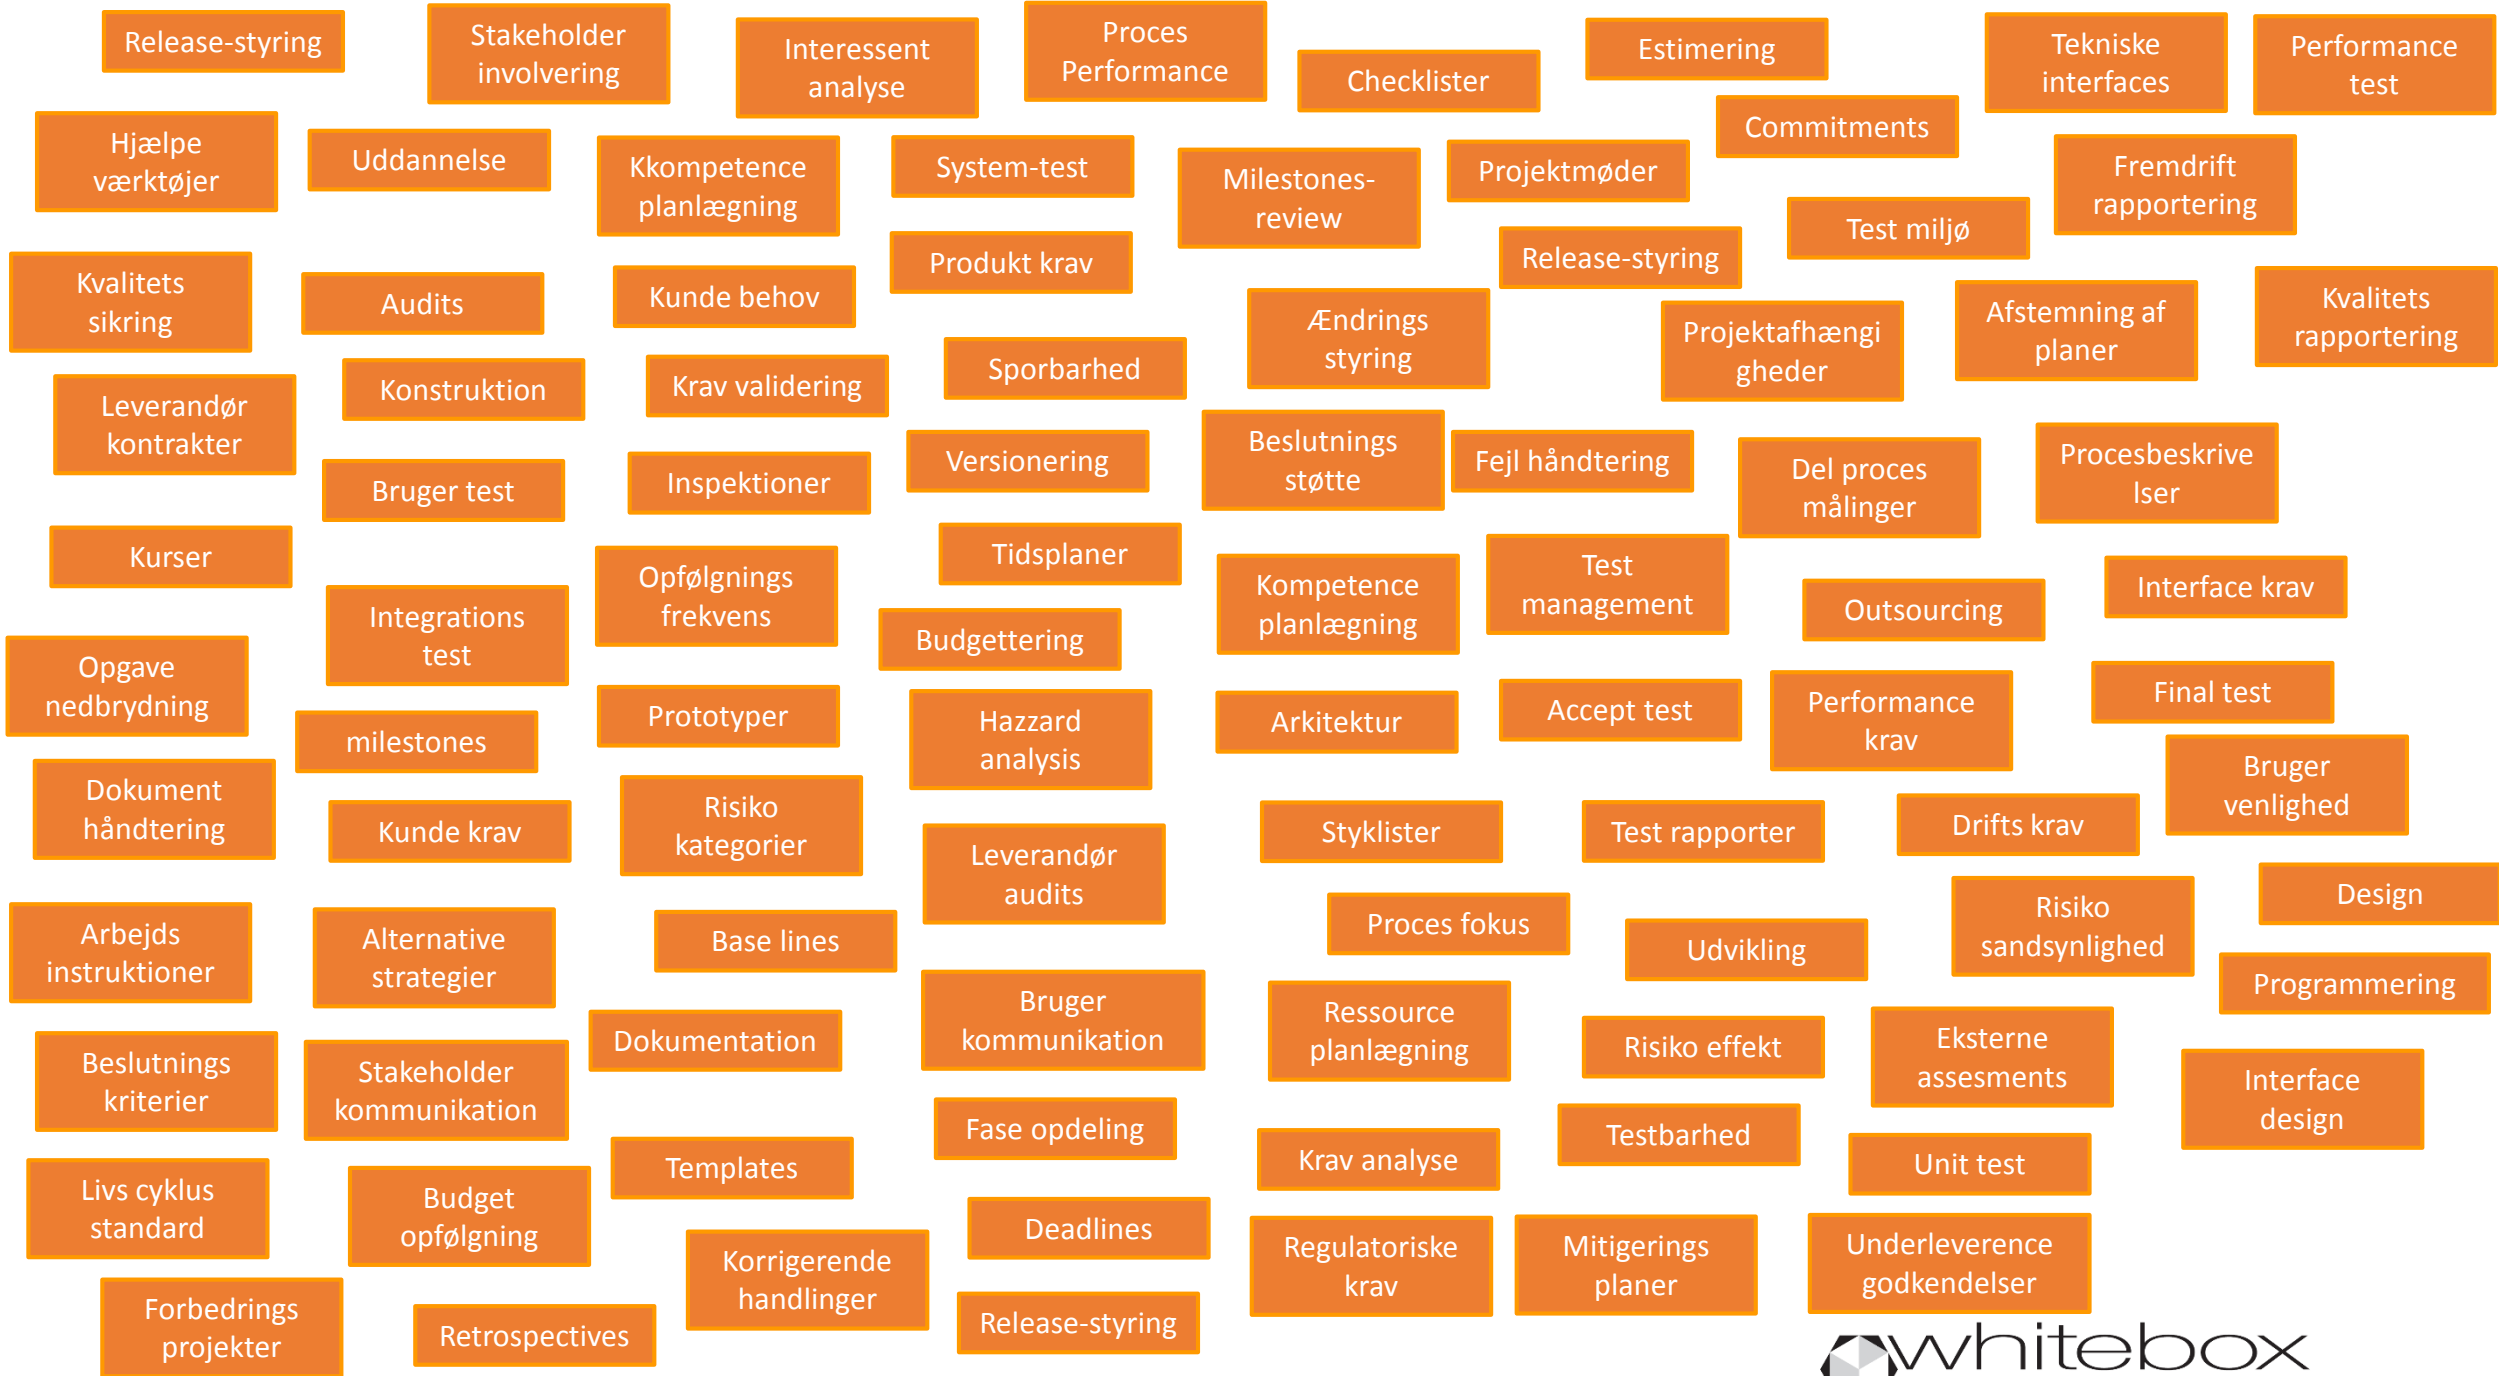 Release-styring
Stakeholder
involvering
Interessent
analyse
Proces
Performance
Checklister
Estimering
Tekniske
interfaces
Performance
test
Hjælpe
værktøjer
Uddannelse
Kkompetence
planlægning
System-test
Milestones-
review
Projektmøder
Commitments
Fremdrift
rapportering
Test miljø
Kvalitets
sikring
Audits
Kunde behov
Produkt krav
Ændrings
styring
Release-styring
Projektafhængi
gheder
Afstemning af
planer
Kvalitets
rapportering
Leverandør
kontrakter
Konstruktion
Krav validering
Sporbarhed
Beslutnings
støtte
Fejl håndtering
Del proces
målinger
Procesbeskrive
lser
Bruger test
Inspektioner
Versionering
Kurser
Integrations
test
Opfølgnings
frekvens
Tidsplaner
Budgettering
Kompetence
planlægning
Test
management
Outsourcing
Interface krav
Opgave
nedbrydning
milestones
Prototyper
Hazzard
analysis
Arkitektur
Accept test
Performance
krav
Final test
Bruger
venlighed
Dokument
håndtering
Kunde krav
Risiko
kategorier
Leverandør
audits
Styklister
Test rapporter
Drifts krav
Design
Arbejds
instruktioner
Alternative
strategier
Base lines
Proces fokus
Udvikling
Risiko
sandsynlighed
Programmering
Beslutnings
kriterier
Stakeholder
kommunikation
Dokumentation
Bruger
kommunikation
Ressource
planlægning
Risiko effekt
Eksterne
assesments
Interface
design
Fase opdeling
Krav analyse
Testbarhed
Unit test
Livs cyklus
standard
Budget
opfølgning
Templates
Korrigerende
handlinger
Deadlines
Regulatoriske
krav
Mitigerings
planer
Underleverence
godkendelser
Forbedrings
projekter
Retrospectives
Release-styring
whitebox